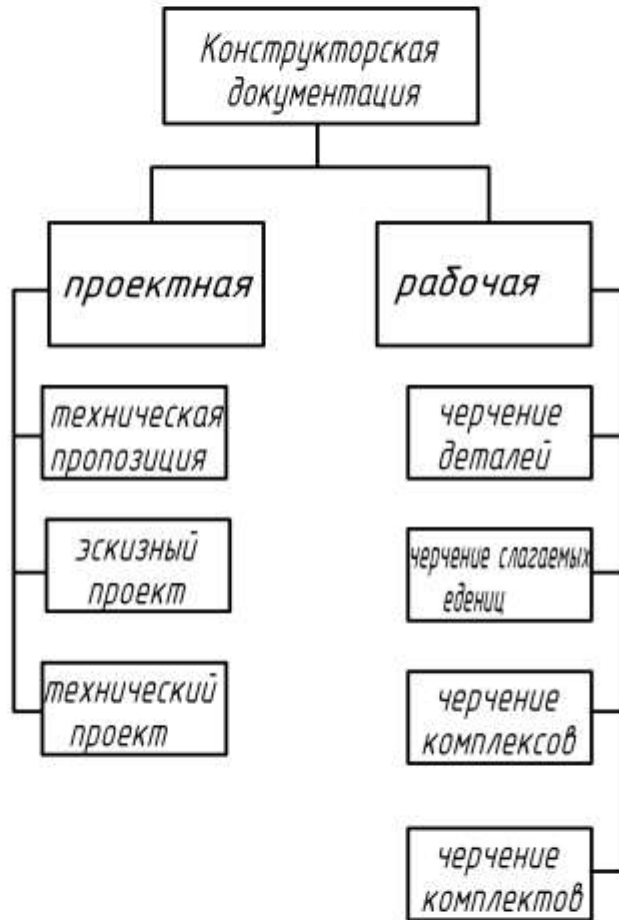 Конструкторская
документация
проектная
рабочая
техническая
пропозиция
эскизный
проект
технический
проект
черчение
деталей
черчение слагаемых
едениц
черчение
комплексов
черчение
комплектов